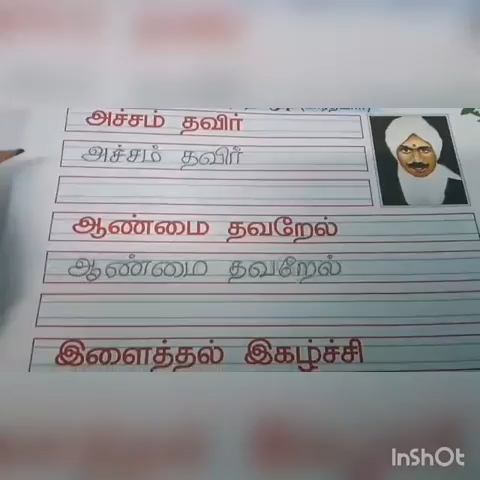 அச்சம் தவிர்
அச்சம் தவிர்
ஆண்மை தவறேல்
ஆண்மை தவறேல்
இளைத்தல் இகழ்ச்சி
InShOt